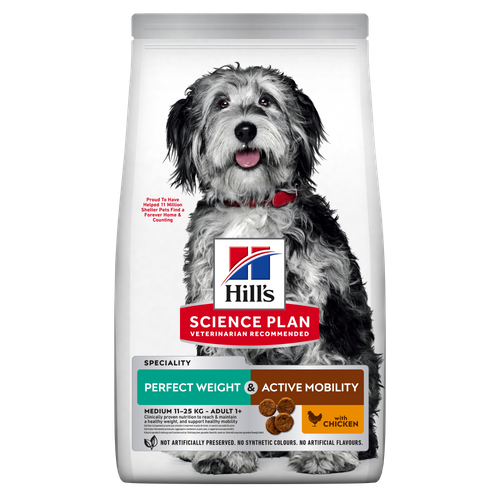 Proud To Have
Helped 11 Million
Shelter Pets Find a
Forever Home &
Counting
Hill's
SCIENCE PLAN
VETERINARIAN RECOMMENDED
SPECIALITY
PERFECT WEIGHT & ACTIVE MOBILITY
MEDIUM 11-25 KG - ADULT 1+
Clinically proven nutrition to reach & maintain
a healthy weight, and support healthy mobility
with
CHICKEN
NOT ARTIFICIALLY PRESERVED. NO SYNTHETIC COLOURS. NO ARTIFICIAL FLAVOURS.